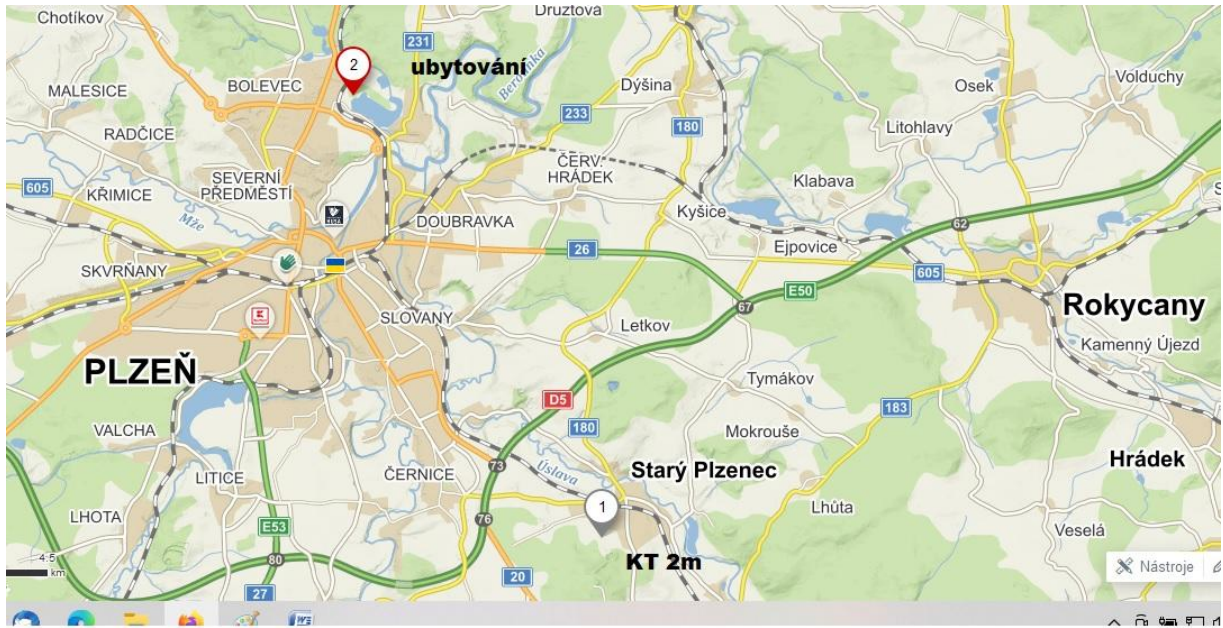 Chotíkov
Druztová
2
231
ubytování
BOLEVEC
Berounka
Dýšina
Osek
Volduchy
MALESICE
233
180
Litohlavy
RADČICE
605
KŘIMICE
SEVERNÍ
PŘEDMĚSTÍ
ČERV.
HRÁDEK
Klabava
Mže
Kyšice
DOUBRAVKA
62
26
Ejpovice
SKVRŇANY
605
E50
67
Rokycany
SLOVANY
Letkov
Kamenný Újezd
PLZEŇ
Tymákov
D5
183
VALCHA
180
Mokrouše
Úslava
73
Starý Plzenec
Hrádek
LITICE
ČERNICE
1
Lhůta
LHOTA
76
E53
Veselá
4:5
km
80
KT 2m
Nástroje
20
27